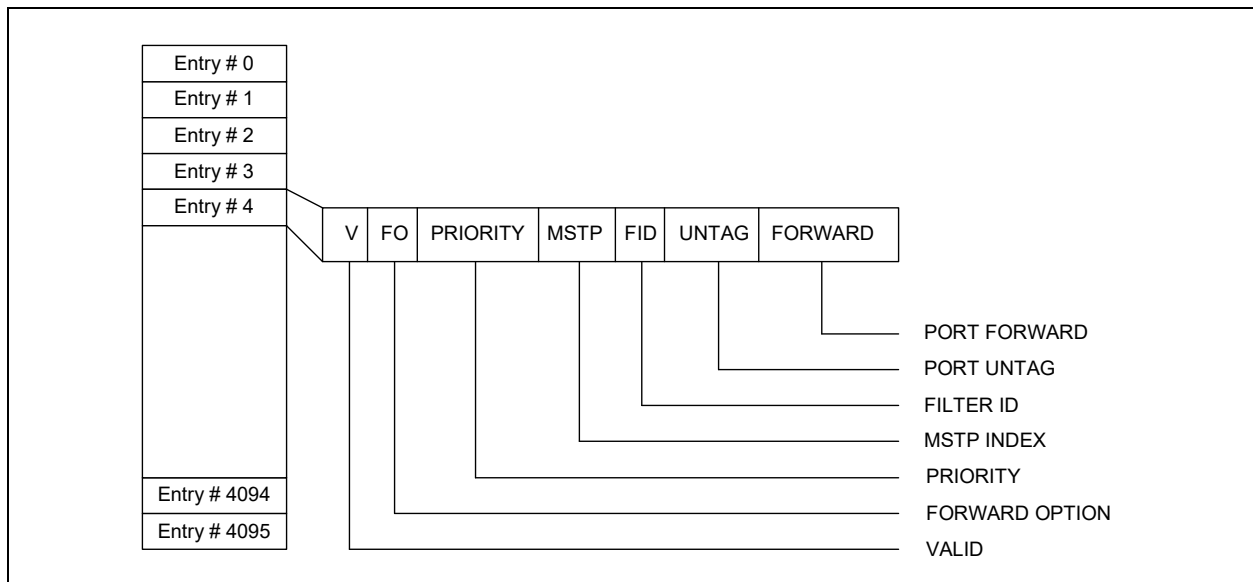 Entry # 0
Entry # 1
Entry # 2
Entry # 3
Entry # 4
V FO PRIORITY MSTP FID UNTAG FORWARD
PORT FORWARD
PORT UNTAG
FILTER ID
MSTP INDEX
PRIORITY
Entry # 4094
FORWARD OPTION
Entry # 4095
VALID